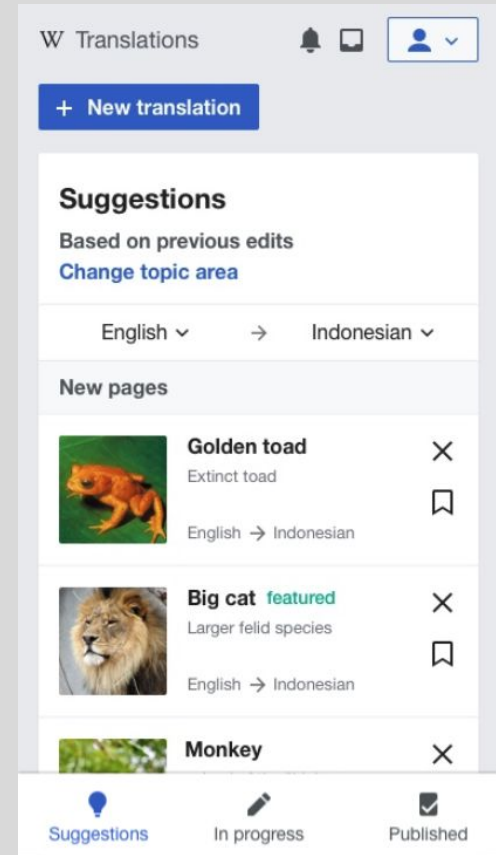 W Translations
+ New translation
Suggestions
Based on previous edits
Change topic area
English → Indonesian
New pages
Golden toad
Extinct toad
English → Indonesian
Big cat featured
Larger felid species
English → Indonesian
Monkey
Suggestions In progress Published